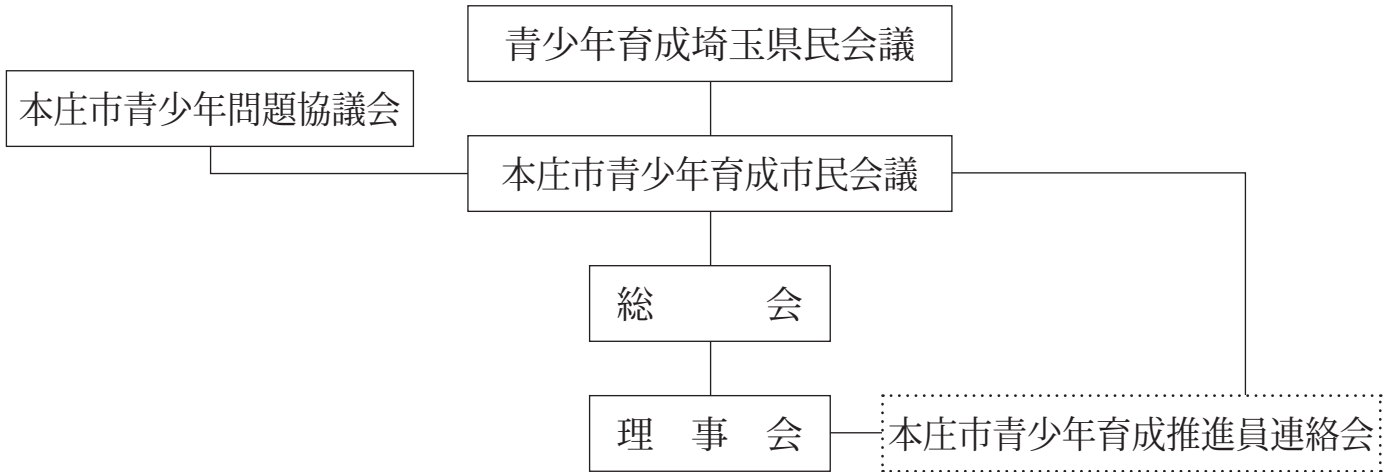 青少年育成埼玉県民会議
本庄市青少年問題協議会
本庄市青少年育成市民会議
総会
理事会
本庄市青少年育成推進員連絡会